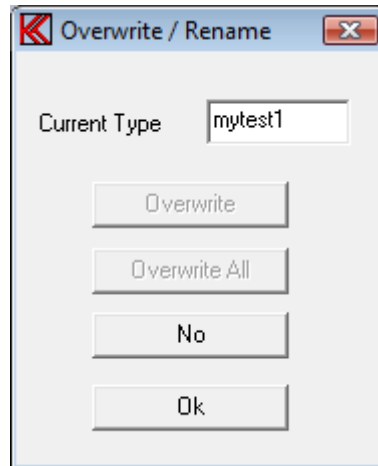 Overwrite / Rename
Current Type mytest1
Overwrite
Overwrite All
No
Ok